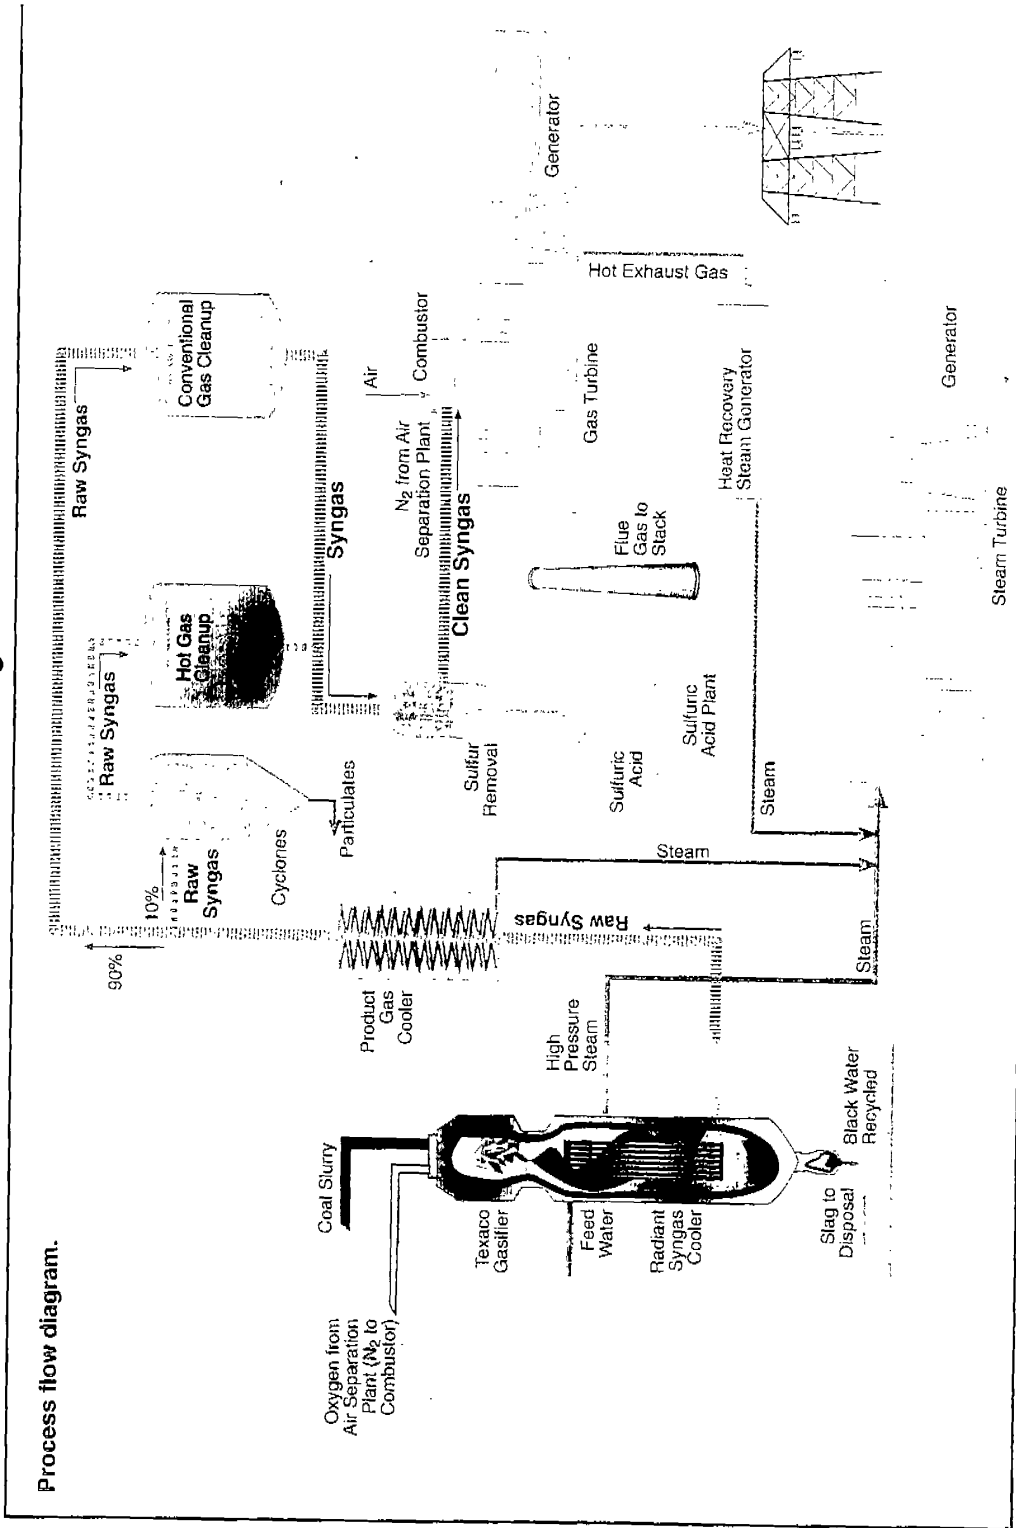 Process flow diagram.
Oxygen from
Air Separation
Plant (N₂ to
Combustor)
Coal Slurry
Texaco
Gasifier
Feed
Water
Radiant
Syngas
Cooler
Slag to
Disposal
Black Water
Recycled
High
Pressure
Steam
Product
Gas
Cooler
Raw Syngas
Steam
Steam
Steam
90%
10%
Raw
Syngas
Cyclones
Particulates
Raw Syngas
Hot Gas
Cleanup
Raw Syngas
Conventional
Gas Cleanup
Syngas
Sulfur
Removal
Sulfuric
Acid
Sulfuric
Acid Plant
Clean Syngas
N₂ from Air
Separation Plant
Air
Combustor
Gas Turbine
Generator
Hot Exhaust Gas
Flue
Gas to
Stack
Heat Recovery
Steam Generator
Steam Turbine
Generator